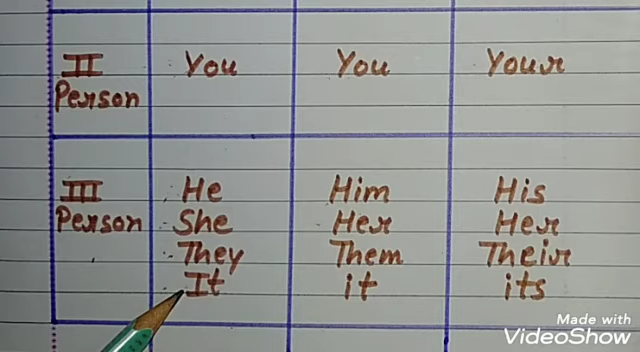 II You You Your
Person
III He Him His
Person She Her Her
They Them Their
It it its
Made with
VideoShow